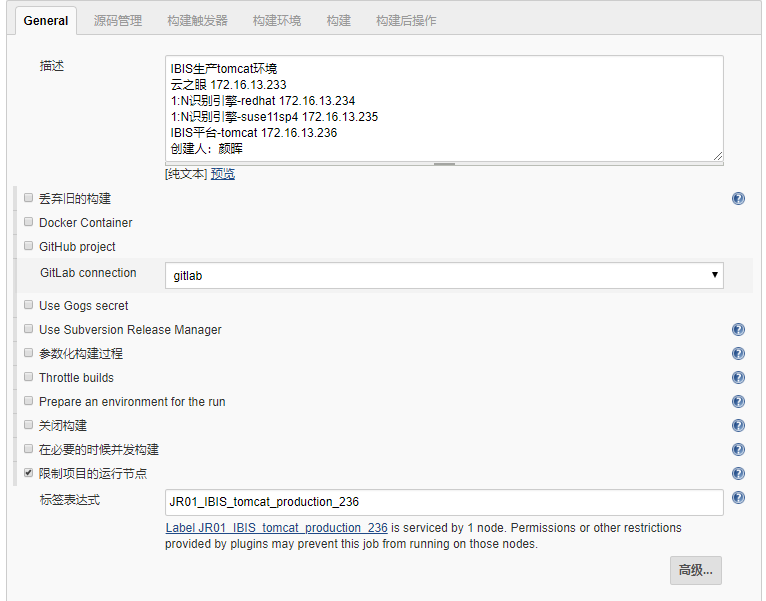 General 源码管理 构建触发器 构建环境 构建 构建后操作
描述
IBIS生产tomcat环境
云之眼 172.16.13.233
1:N识别引擎-redhat 172.16.13.234
1:N识别引擎-suse11sp4 172.16.13.235
IBIS平台-tomcat 172.16.13.236
创建人：颜晖
[纯文本] 预览
丢弃旧的构建
Docker Container
GitHub project
GitLab connection gitlab
Use Gogs secret
Use Subversion Release Manager
参数化构建过程
Throttle builds
Prepare an environment for the run
关闭构建
在必要的时候并发构建
限制项目的运行节点
标签表达式 JR01_IBIS_tomcat_production_236
Label JR01_IBIS_tomcat_production_236 is serviced by 1 node. Permissions or other restrictions
provided by plugins may prevent this job from running on those nodes.
高级...